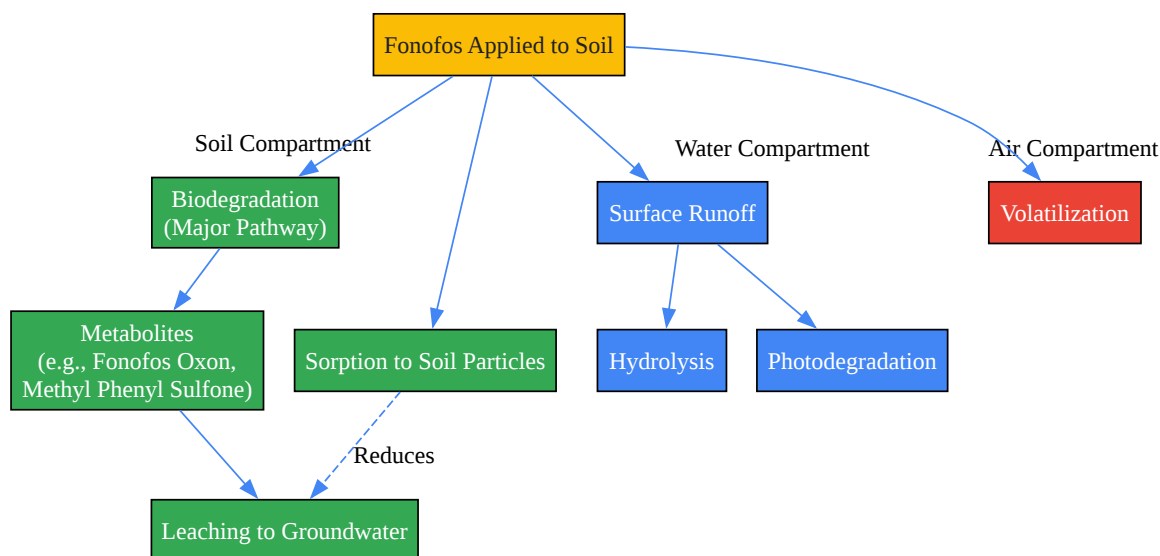 Fonofos Applied to Soil
Soil Compartment
Water Compartment
Air Compartment
Biodegradation
(Major Pathway)
Surface Runoff
Volatilization
Metabolites
(e.g., Fonofos Oxon,
Methyl Phenyl Sulfone)
Sorption to Soil Particles
Hydrolysis
Photodegradation
Reduces
Leaching to Groundwater